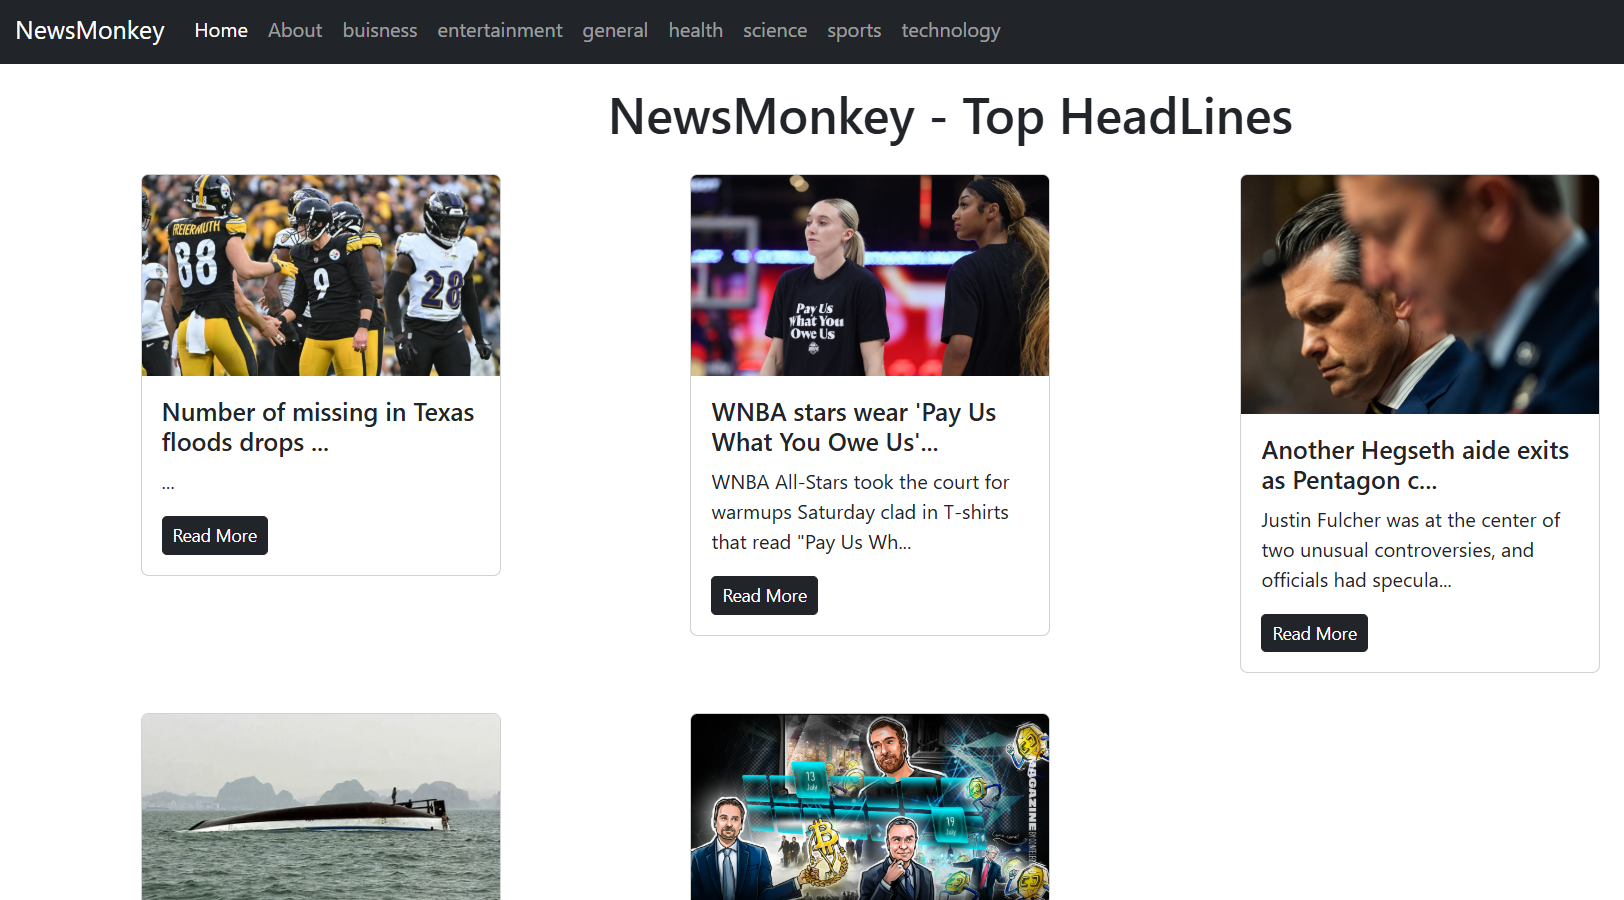 NewsMonkey Home About buisness entertainment general health science sports technology
NewsMonkey - Top HeadLines
FREIERMUTH
88
9
28
Number of missing in Texas
floods drops ...
...
Read More
Pay Us
What You
Owe Us
WNBA stars wear 'Pay Us
What You Owe Us'...
WNBA All-Stars took the court for
warmups Saturday clad in T-shirts
that read "Pay Us Wh...
Read More
Another Hegseth aide exits
as Pentagon c...
Justin Fulcher was at the center of
two unusual controversies, and
officials had specula...
Read More
13
July
19
July
MAGAZINE